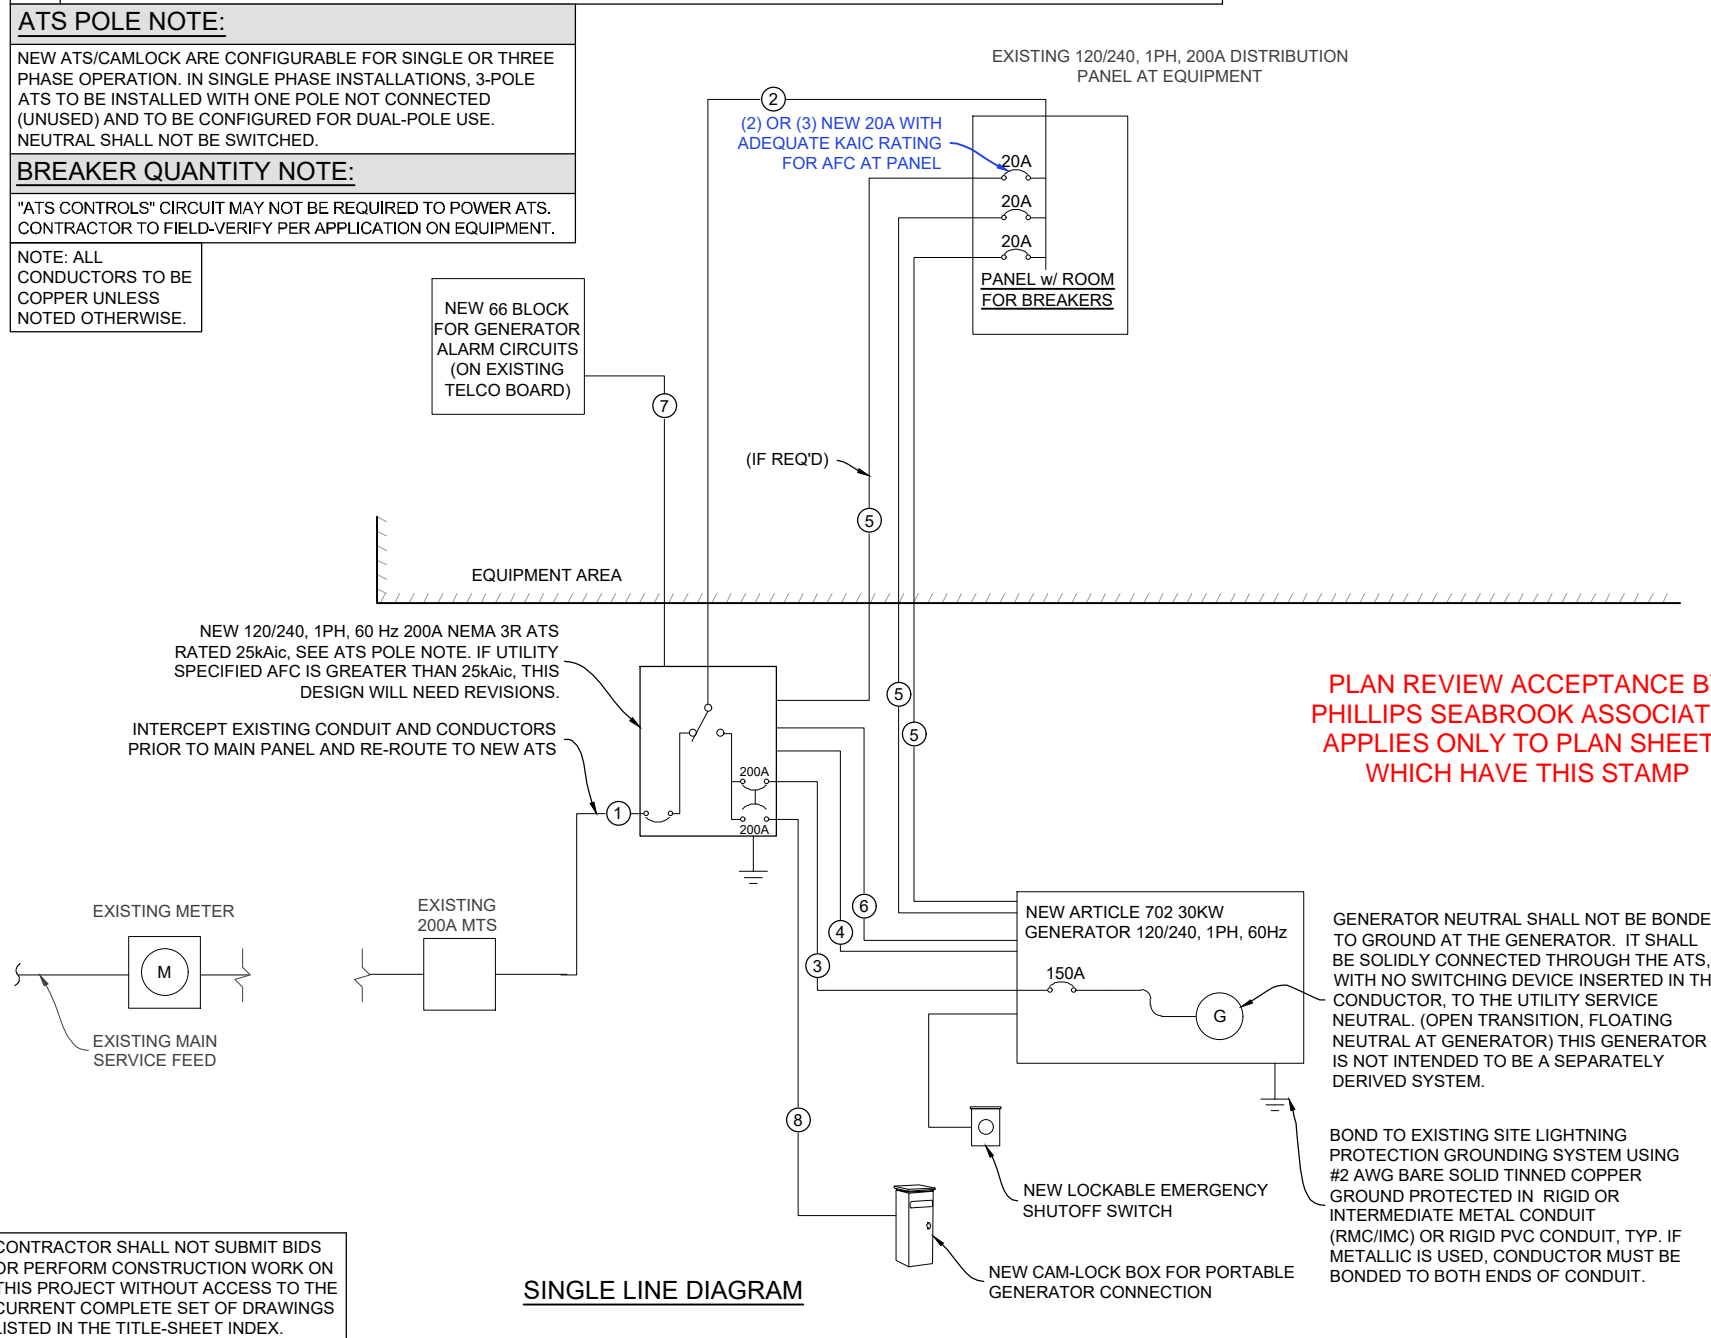 ATS POLE NOTE:
NEW ATS/CAMLOCK ARE CONFIGURABLE FOR SINGLE OR THREE
PHASE OPERATION. IN SINGLE PHASE INSTALLATIONS, 3-POLE
ATS TO BE INSTALLED WITH ONE POLE NOT CONNECTED
(UNUSED) AND TO BE CONFIGURED FOR DUAL-POLE USE.
NEUTRAL SHALL NOT BE SWITCHED.
BREAKER QUANTITY NOTE:
"ATS CONTROLS" CIRCUIT MAY NOT BE REQUIRED TO POWER ATS.
CONTRACTOR TO FIELD-VERIFY PER APPLICATION ON EQUIPMENT.
NOTE: ALL
CONDUCTORS TO BE
COPPER UNLESS
NOTED OTHERWISE.
EXISTING 120/240, 1PH, 200A DISTRIBUTION
PANEL AT EQUIPMENT
2
(2) OR (3) NEW 20A WITH
ADEQUATE KAIC RATING
FOR AFC AT PANEL
20A
20A
20A
PANEL w/ ROOM
FOR BREAKERS
NEW 66 BLOCK
FOR GENERATOR
ALARM CIRCUITS
(ON EXISTING
TELCO BOARD)
7
(IF REQ'D)
5
EQUIPMENT AREA
NEW 120/240, 1PH, 60 Hz 200A NEMA 3R ATS
RATED 25kAic, SEE ATS POLE NOTE. IF UTILITY
SPECIFIED AFC IS GREATER THAN 25kAic, THIS
DESIGN WILL NEED REVISIONS.
INTERCEPT EXISTING CONDUIT AND CONDUCTORS
PRIOR TO MAIN PANEL AND RE-ROUTE TO NEW ATS
5
5
PLAN REVIEW ACCEPTANCE B
PHILLIPS SEABROOK ASSOCIAT
APPLIES ONLY TO PLAN SHEET
WHICH HAVE THIS STAMP
200A
200A
1
EXISTING METER
M
EXISTING MAIN
SERVICE FEED
EXISTING
200A MTS
6
4
3
8
NEW ARTICLE 702 30KW
GENERATOR 120/240, 1PH, 60Hz
150A
G
GENERATOR NEUTRAL SHALL NOT BE BONDE
TO GROUND AT THE GENERATOR. IT SHALL
BE SOLIDLY CONNECTED THROUGH THE ATS,
WITH NO SWITCHING DEVICE INSERTED IN TH
CONDUCTOR, TO THE UTILITY SERVICE
NEUTRAL. (OPEN TRANSITION, FLOATING
NEUTRAL AT GENERATOR) THIS GENERATOR
IS NOT INTENDED TO BE A SEPARATELY
DERIVED SYSTEM.
BOND TO EXISTING SITE LIGHTNING
PROTECTION GROUNDING SYSTEM USING
#2 AWG BARE SOLID TINNED COPPER
GROUND PROTECTED IN RIGID OR
INTERMEDIATE METAL CONDUIT
(RMC/IMC) OR RIGID PVC CONDUIT, TYP. IF
METALLIC IS USED, CONDUCTOR MUST BE
BONDED TO BOTH ENDS OF CONDUIT.
NEW LOCKABLE EMERGENCY
SHUTOFF SWITCH
NEW CAM-LOCK BOX FOR PORTABLE
GENERATOR CONNECTION
SINGLE LINE DIAGRAM
CONTRACTOR SHALL NOT SUBMIT BIDS
OR PERFORM CONSTRUCTION WORK ON
THIS PROJECT WITHOUT ACCESS TO THE
CURRENT COMPLETE SET OF DRAWINGS
LISTED IN THE TITLE-SHEET INDEX.